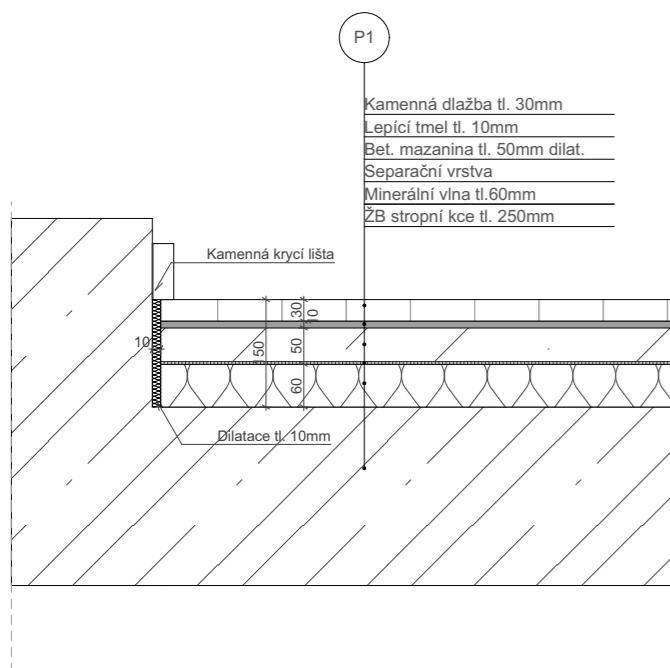 P1
Kamenná dlažba tl. 30mm
Lepící tmel tl. 10mm
Bet. mazanina tl. 50mm dilat.
Separační vrstva
Minerální vlna tl.60mm
ŽB stropní kce tl. 250mm
Kamenná krycí lišta
30
10
10
150
50
60
Dilatace tl. 10mm